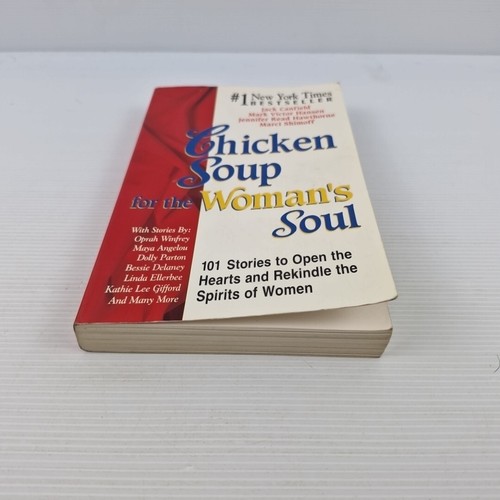 #1 New York Times
BESTSELLER
Jack Canfield
Mark Victor Hansen
Jennifer Read Hawthorne
Marci Shimoff
Chicken
Soup
for the Woman's
Soul
With Stories By:
Oprah Winfrey
Maya Angelou
Dolly Parton
Bessie Delaney
Linda Ellerbee
Kathie Lee Gifford
And Many More
101 Stories to Open the
Hearts and Rekindle the
Spirits of Women